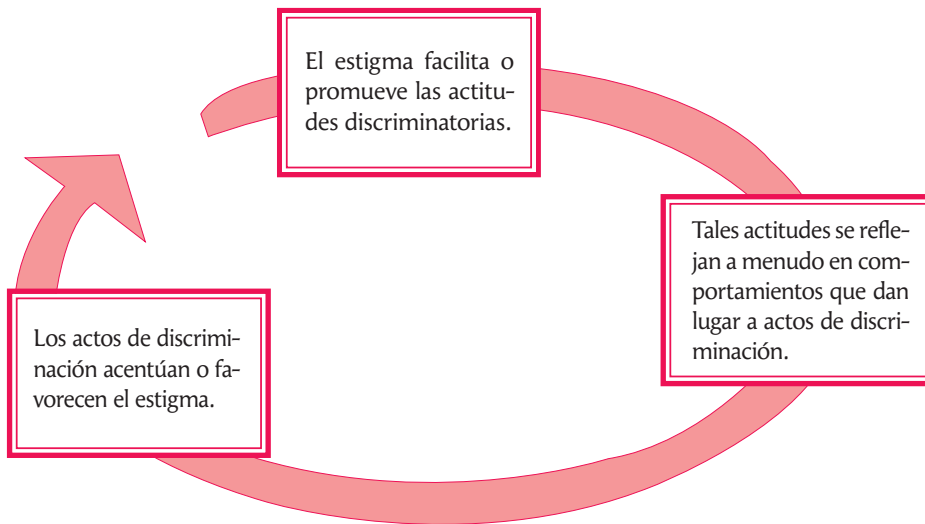 El estigma facilita o
promueve las actitu-
des discriminatorias.
Tales actitudes se refle-
jan a menudo en com-
portamientos que dan
lugar a actos de discri-
minación.
Los actos de discrimi-
nación acentúan o fa-
vorecen el estigma.